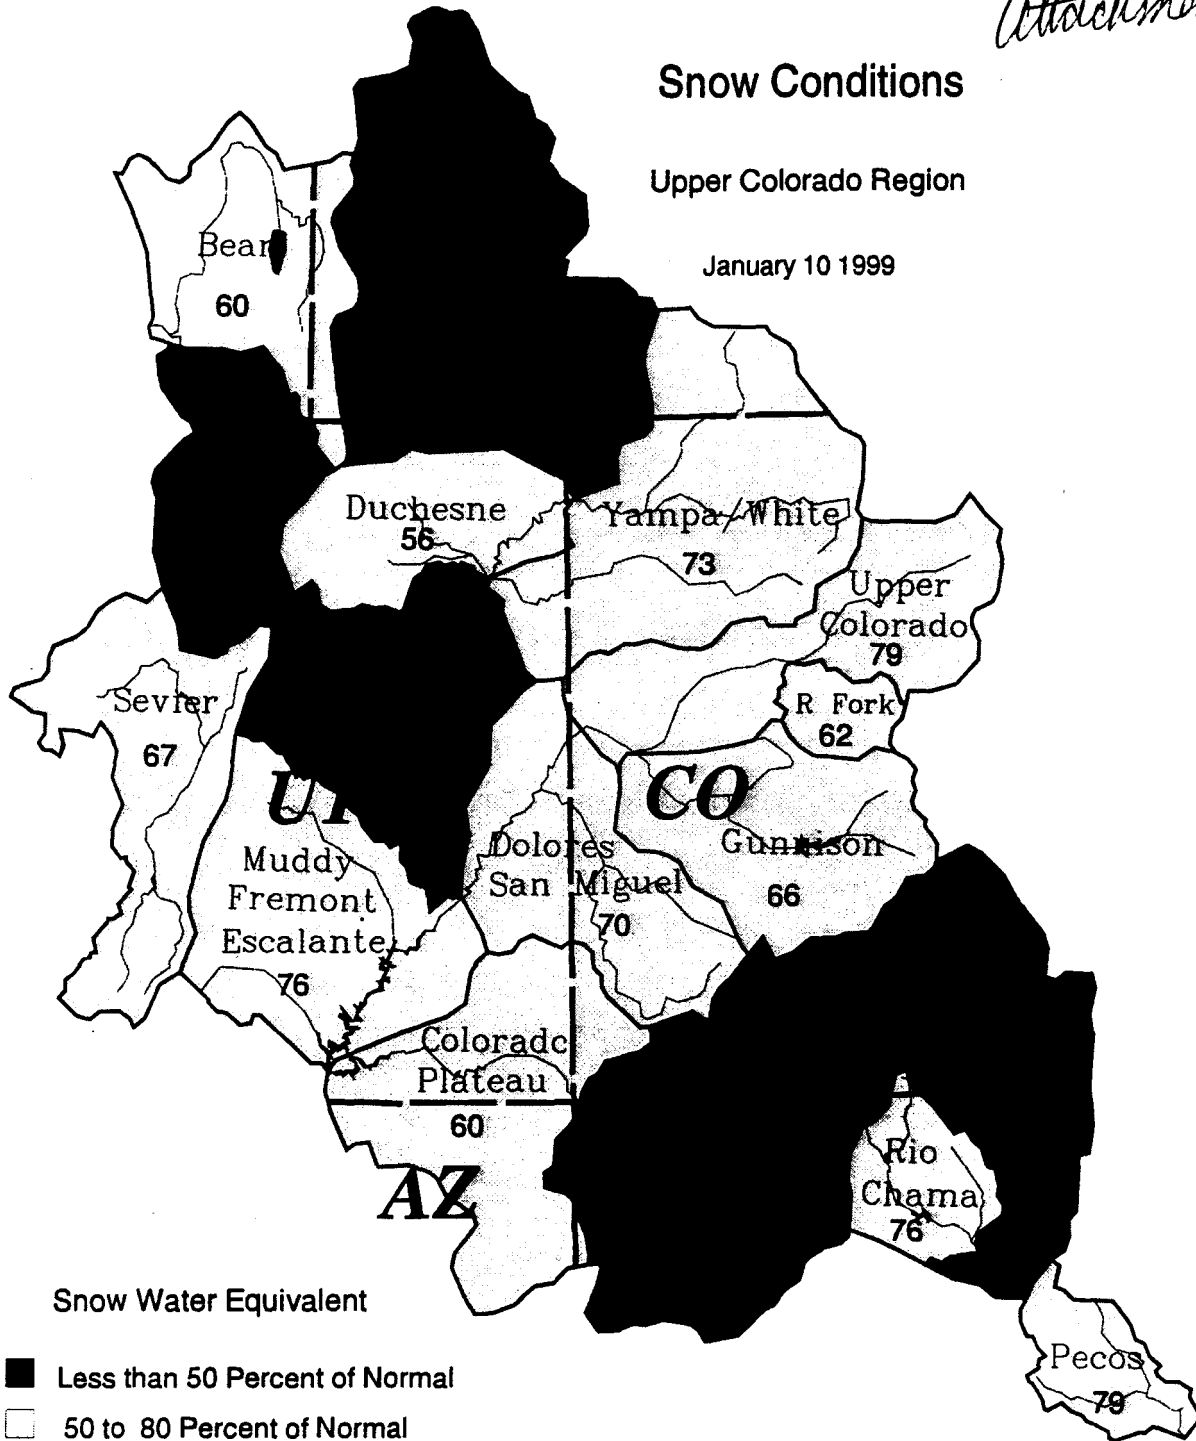 Snow Conditions
Upper Colorado Region
January 10 1999
Bear
60
Duchesne
56
Yampa/White
73
Upper
Colorado
79
R Fork
62
Sevier
67
UT
CO
Gunnison
66
Muddy
Fremont
Escalante
76
Dolores
San Miguel
70
Colorado
Plateau
60
AZ
Rio
Chama
76
Pecos
79
Snow Water Equivalent
Less than 50 Percent of Normal
50 to 80 Percent of Normal